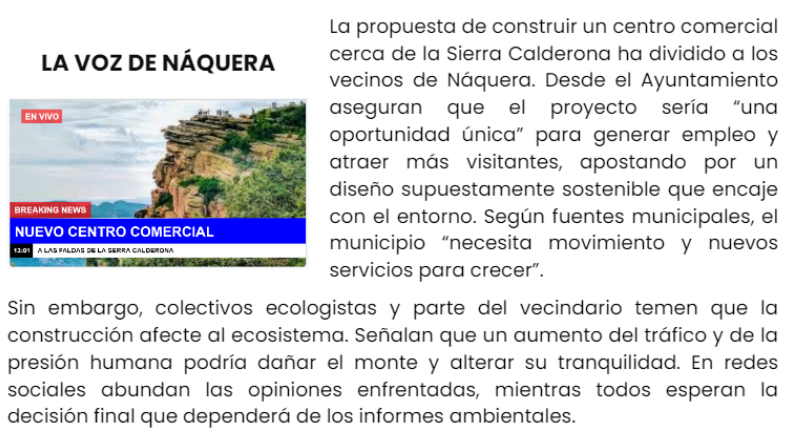 LA VOZ DE NÁQUERA
EN VIVO
BREAKING NEWS
NUEVO CENTRO COMERCIAL
13:01 A LAS FALDAS DE LA SERRA CALDERONA
La propuesta de construir un centro comercial
cerca de la Sierra Calderona ha dividido a los
vecinos de Náquera. Desde el Ayuntamiento
aseguran que el proyecto sería “una
oportunidad única” para generar empleo y
atraer más visitantes, apostando por un
diseño supuestamente sostenible que encaje
con el entorno. Según fuentes municipales, el
municipio “necesita movimiento y nuevos
servicios para crecer”.
Sin embargo, colectivos ecologistas y parte del vecindario temen que la
construcción afecte al ecosistema. Señalan que un aumento del tráfico y de la
presión humana podría dañar el monte y alterar su tranquilidad. En redes
sociales abundan las opiniones enfrentadas, mientras todos esperan la
decisión final que dependerá de los informes ambientales.